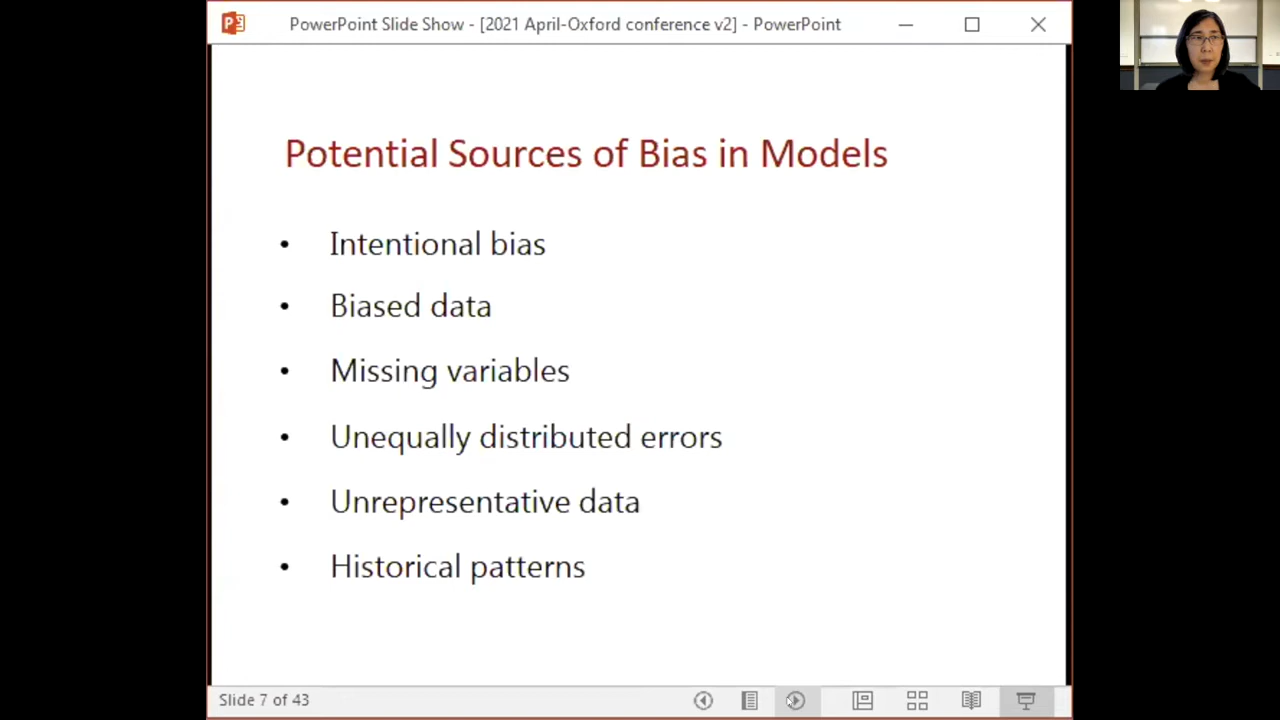 PowerPoint Slide Show - [2021 April-Oxford conference v2] - PowerPoint
Potential Sources of Bias in Models
• Intentional bias
• Biased data
• Missing variables
• Unequally distributed errors
• Unrepresentative data
• Historical patterns
Slide 7 of 43